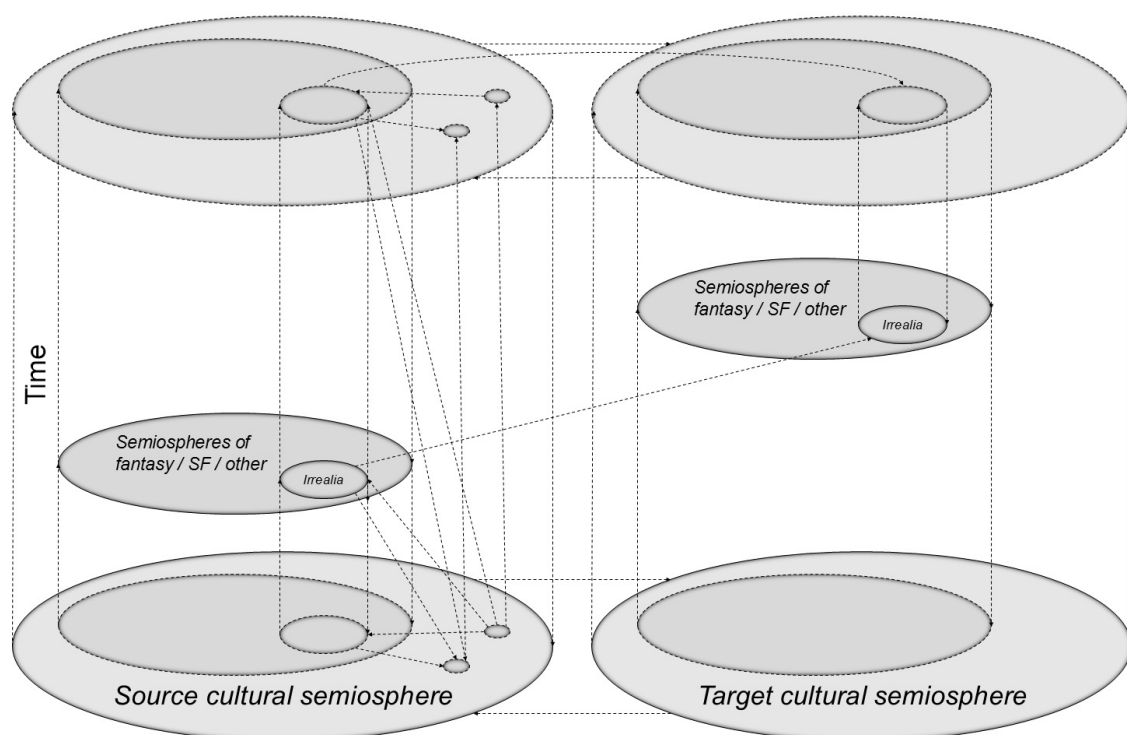 Semiospheres of
fantasy / SF / other
Irrealia
Time
Semiospheres of
fantasy / SF / other
Irrealia
Source cultural semiosphere
Target cultural semiosphere